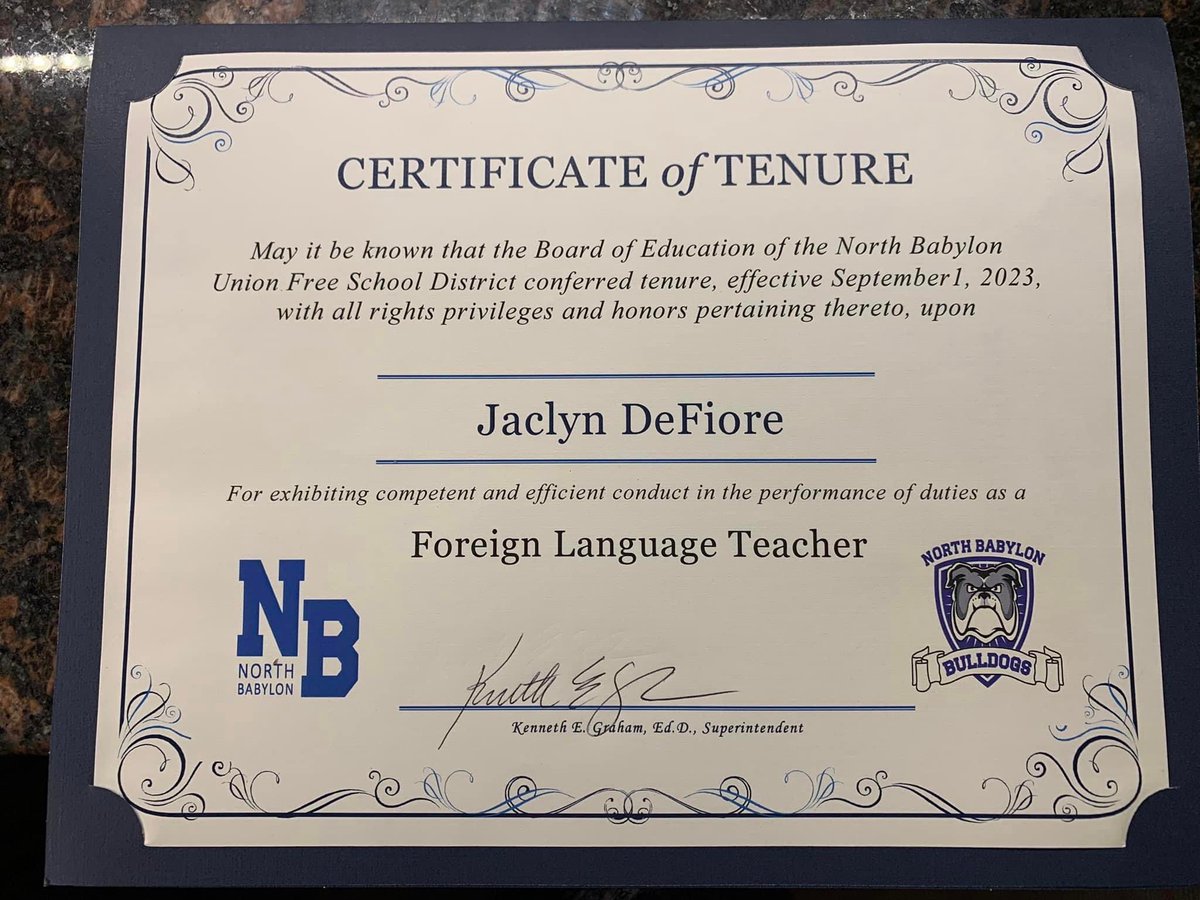 CERTIFICATE of TENURE
May it be known that the Board of Education of the North Babylon
Union Free School District conferred tenure, effective September1, 2023,
with all rights privileges and honors pertaining thereto, upon
Jaclyn DeFiore
For exhibiting competent and efficient conduct in the performance of duties as a
Foreign Language Teacher
NB
NORTH
BABYLON
NORTH BABYLON
BULLDOGS
Kenneth E. Graham, Ed.D., Superintendent